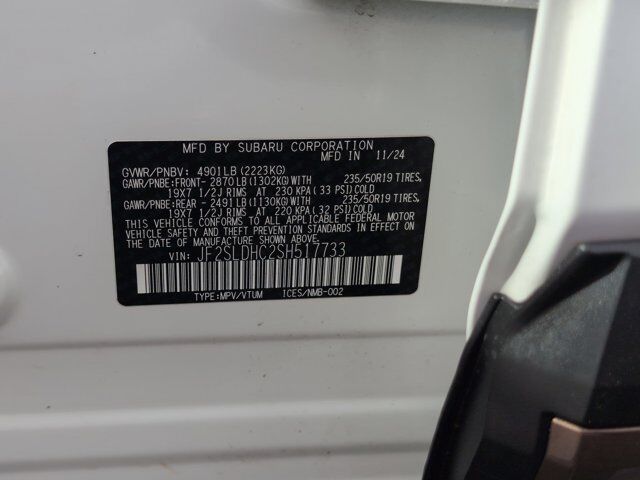 MFD BY SUBARU CORPORATION
MFD IN 11/24
GVWR/PNBV: 4901LB(2223KG)
GAWR/PNBE:FRONT- 2870LB(1302KG)WITH 235/50R19 TIRES,
19X7 1/2J RIMS AT 230 KPA( 33 PSI)COLD
GAWR/PNBE:REAR - 2491LB(1130KG)WITH 235/50R19 TIRES,
19X7 1/2J RIMS AT 220 KPA( 32 PSI)COLD
THIS VEHICLE CONFORMS TO ALL APPLICABLE FEDERAL MOTOR
VEHICLE SAFETY AND THEFT PREVENTION STANDARDS IN EFFECT
ON THE DATE OF MANUFACTURE SHOWN ABOVE.
VIN: JF2SLDHC2SH517733
TYPE:MPV/VTUM ICES/NMB-002